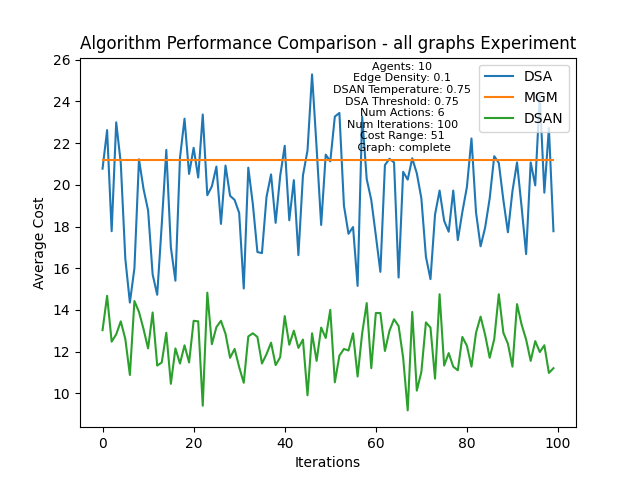 Algorithm Performance Comparison - all graphs Experiment
Agents: 10
Edge Density: 0.1
DSAN Temperature: 0.75
DSA Threshold: 0.75
Num Actions: 6
Num Iterations: 100
Cost Range: 51
Graph: complete
DSA
MGM
DSAN
26
24
22
20
18
16
14
12
10
Average Cost
0 20 40 60 80 100
Iterations